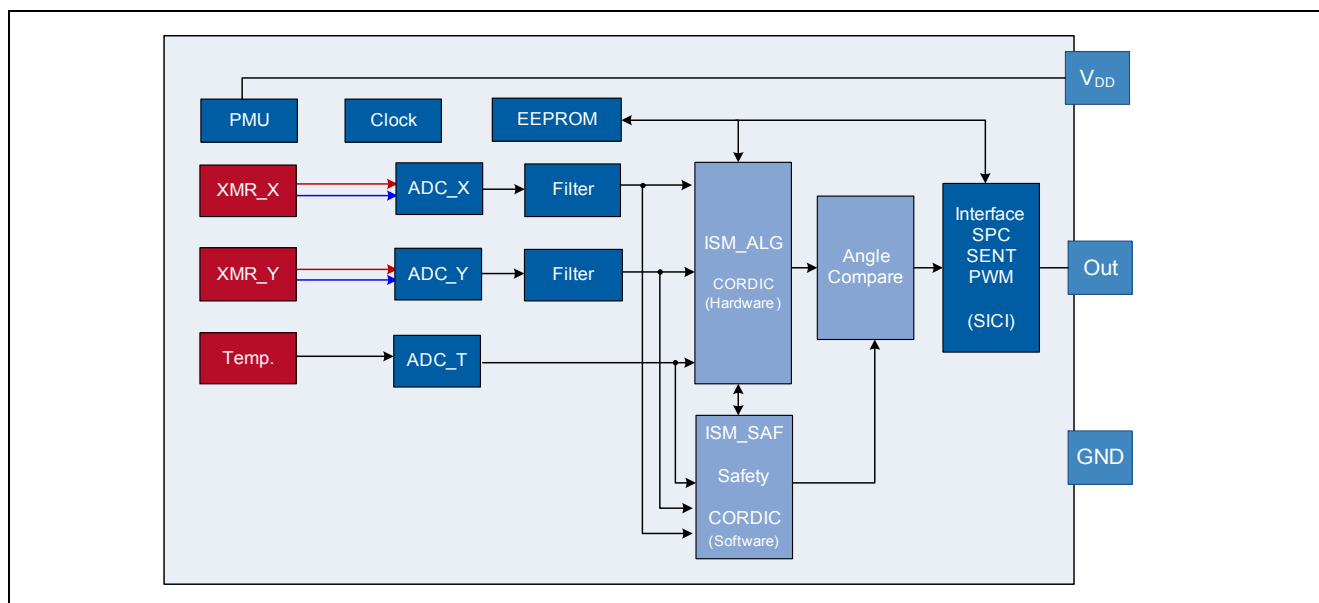 V_DD
PMU
Clock
EEPROM
XMR_X
ADC_X
Filter
XMR_Y
ADC_Y
Filter
Temp.
ADC_T
ISM_ALG
CORDIC
(Hardware)
ISM_SAF
Safety
CORDIC
(Software)
Angle
Compare
Interface
SPC
SENT
PWM
(SICI)
Out
GND